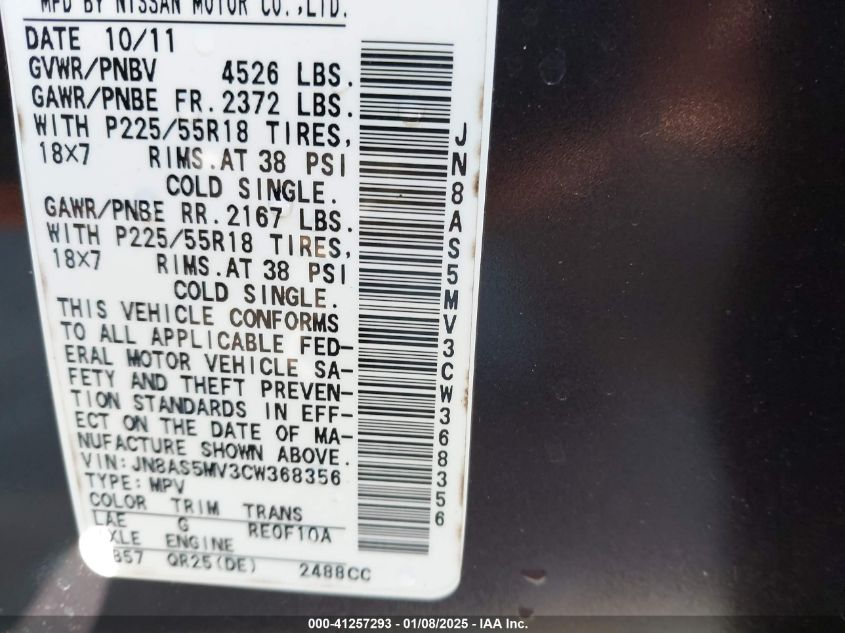 MFD BY NISSAN MOTOR CO.,LTD.
DATE 10/11
GVWR/PNBV 4526 LBS.
GAWR/PNBE FR. 2372 LBS.
WITH P225/55R18 TIRES,
18X7 RIMS.AT 38 PSI
COLD SINGLE.
GAWR/PNBE RR. 2167 LBS.
WITH P225/55R18 TIRES,
18X7 RIMS.AT 38 PSI
COLD SINGLE.
THIS VEHICLE CONFORMS
TO ALL APPLICABLE FED-
ERAL MOTOR VEHICLE SA-
FETY AND THEFT PREVEN-
TION STANDARDS IN EFF-
ECT ON THE DATE OF MA-
NUFACTURE SHOWN ABOVE.
VIN:JN8AS5MV3CW368356
TYPE:MPV
COLOR TRIM TRANS
LAE G RE0F10A
XLE ENGINE
857 QR25(DE) 2488CC
JN8AS5MV3CW368356
000-41257293 - 01/08/2025 - IAA Inc.